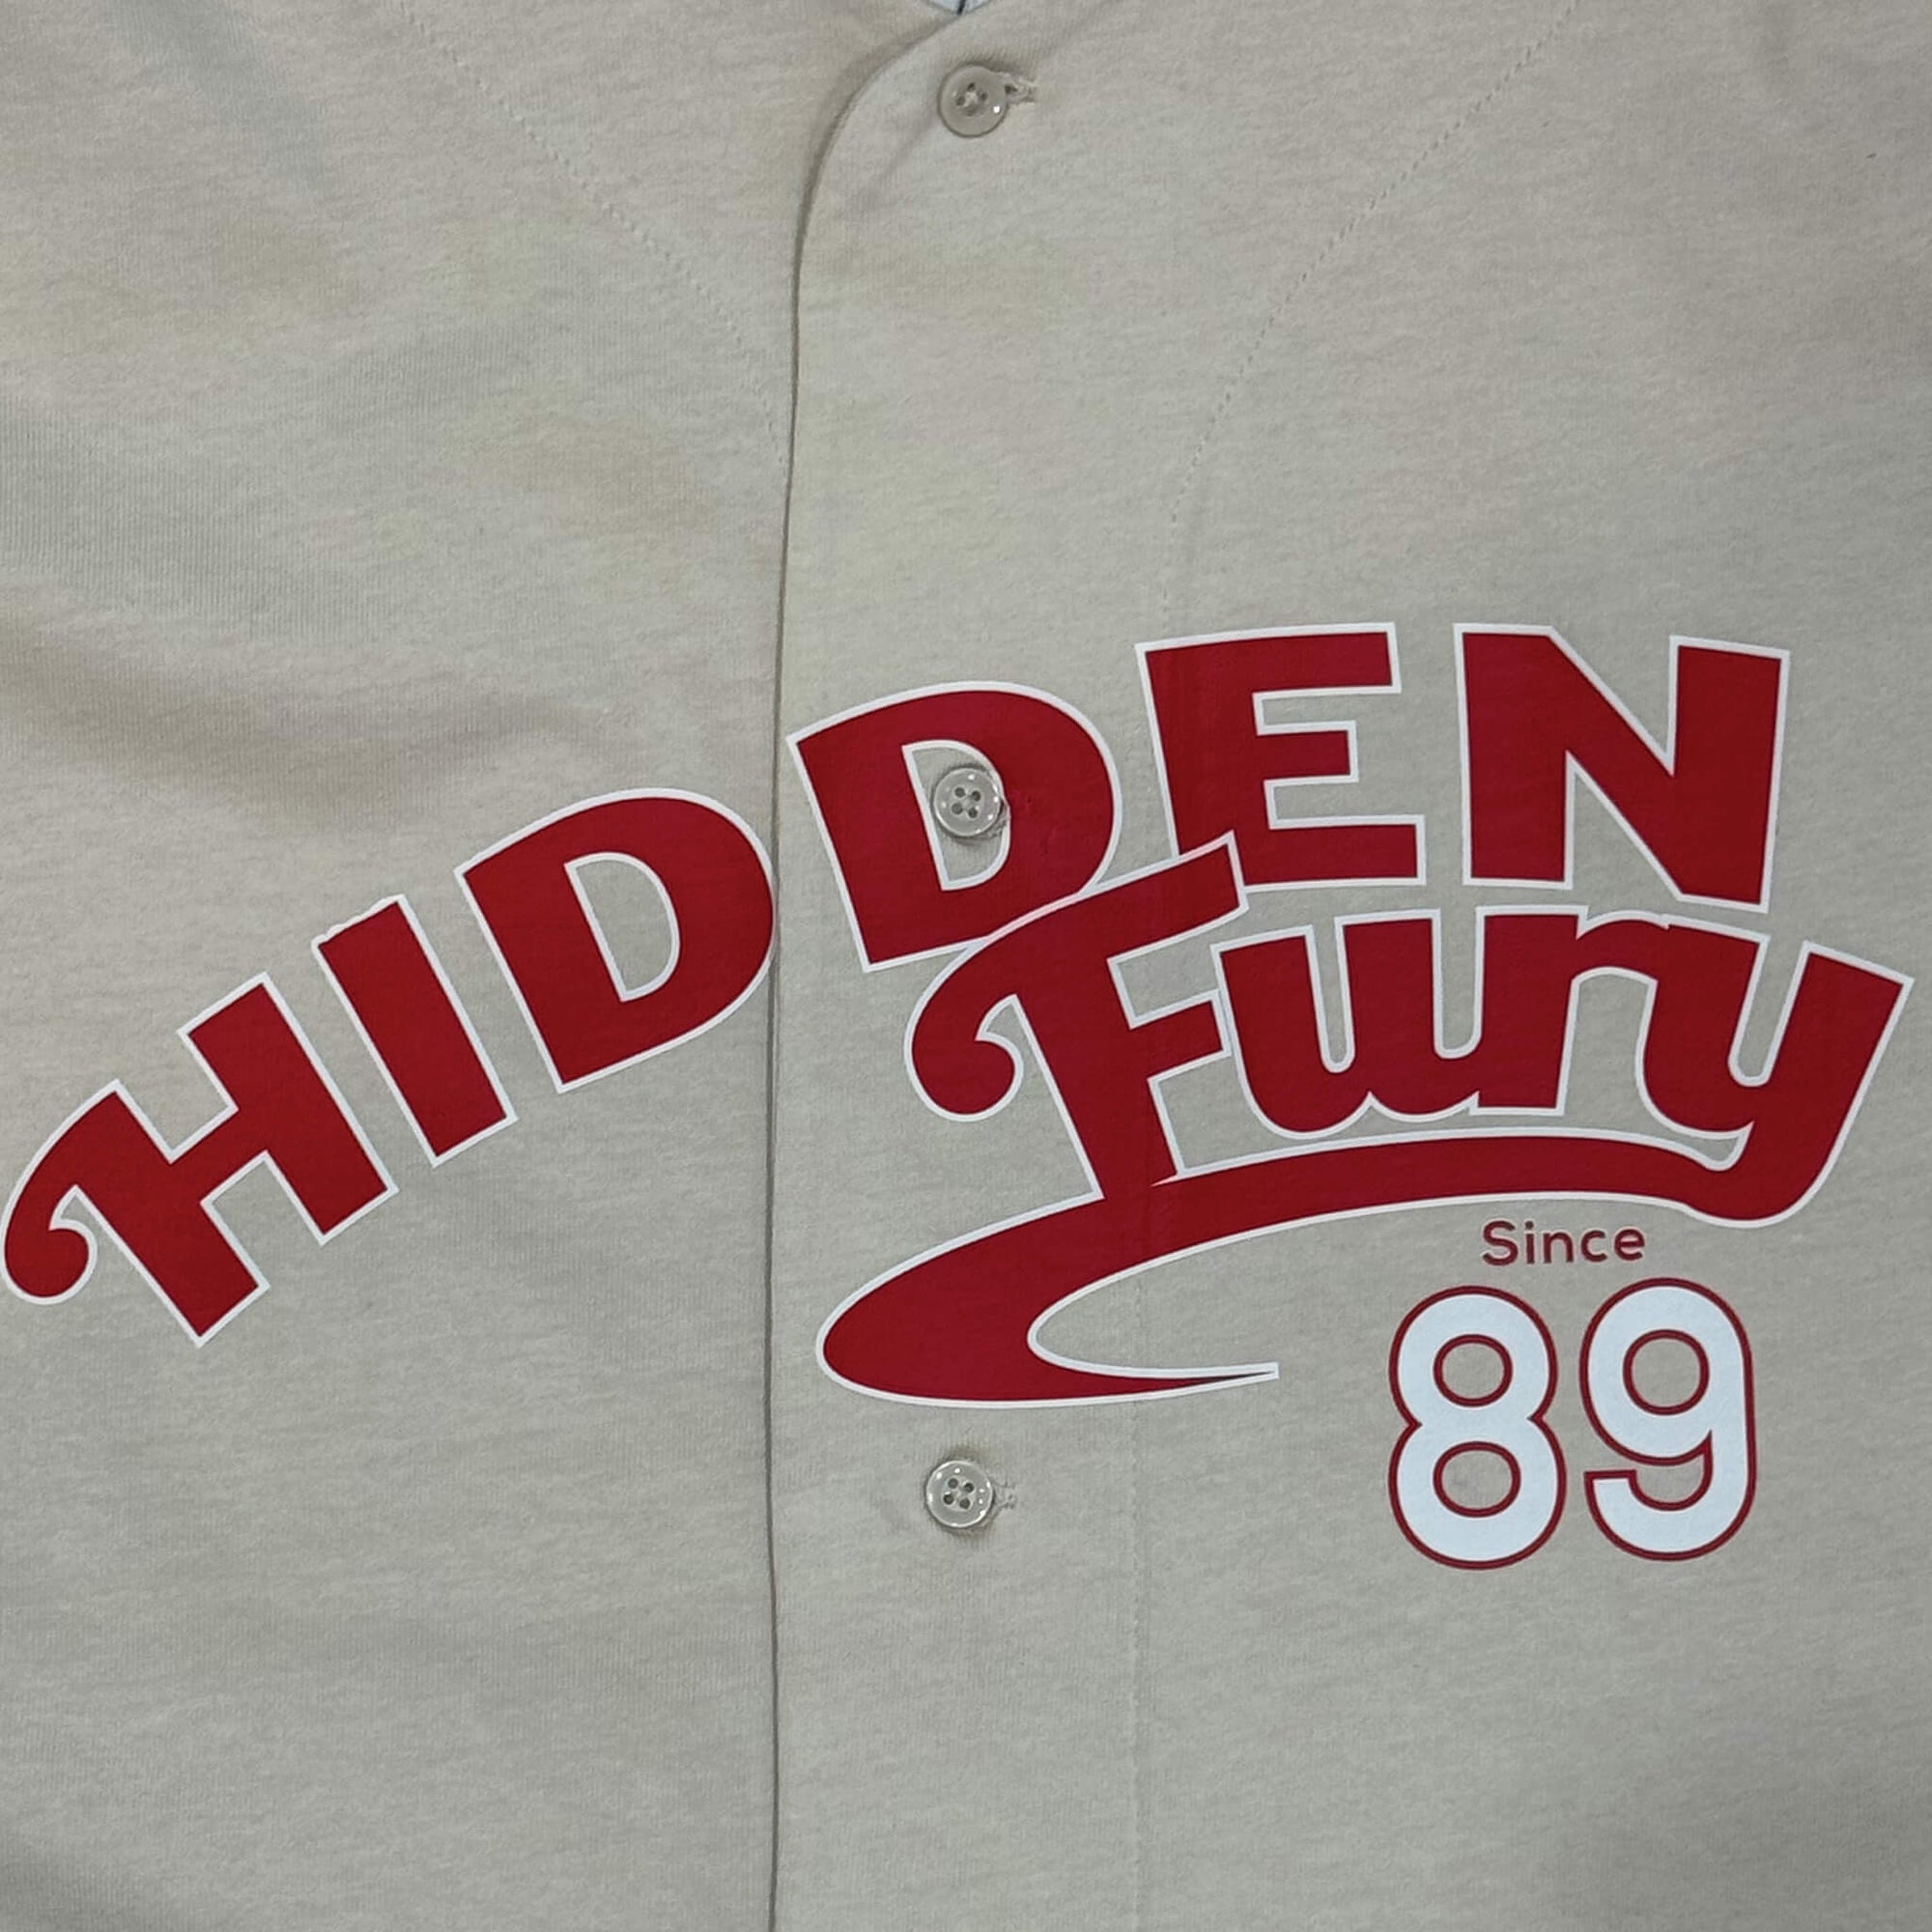 HIDDEN
Fury
Since
89